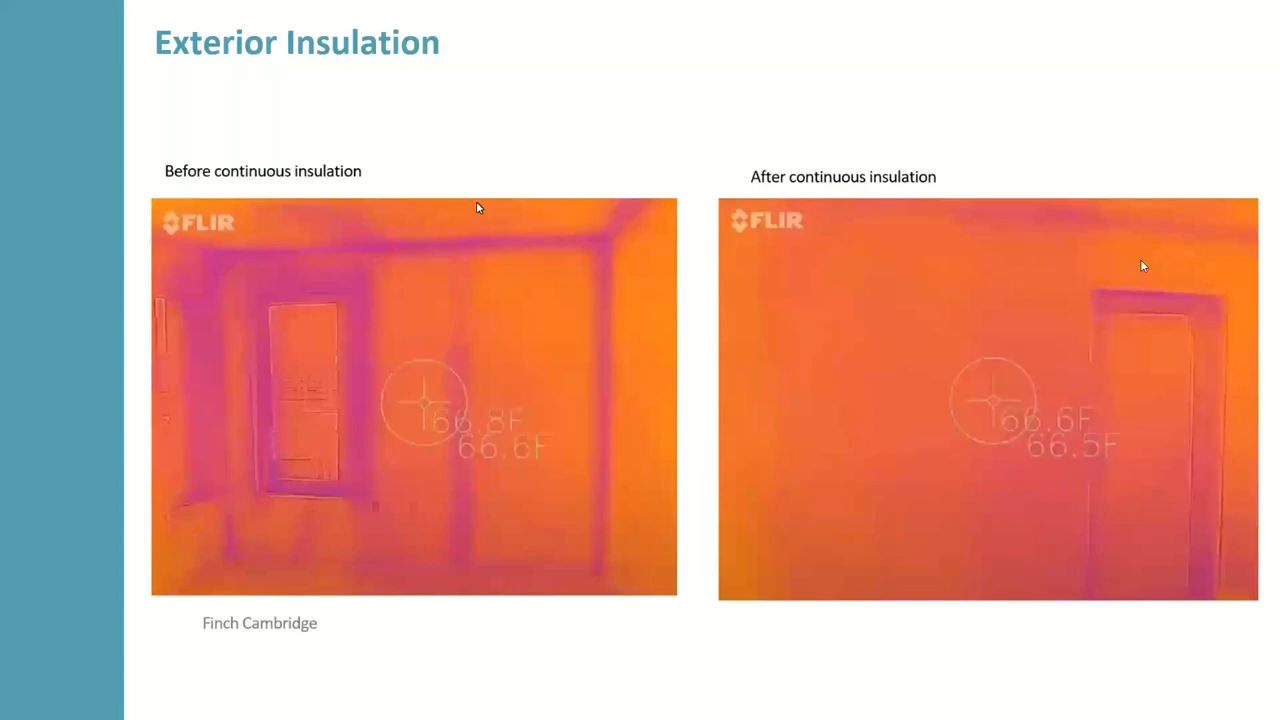 Exterior Insulation
Before continuous insulation
After continuous insulation
FLIR
FLIR
66.8F
66.6F
66.6F
66.5F
Finch Cambridge